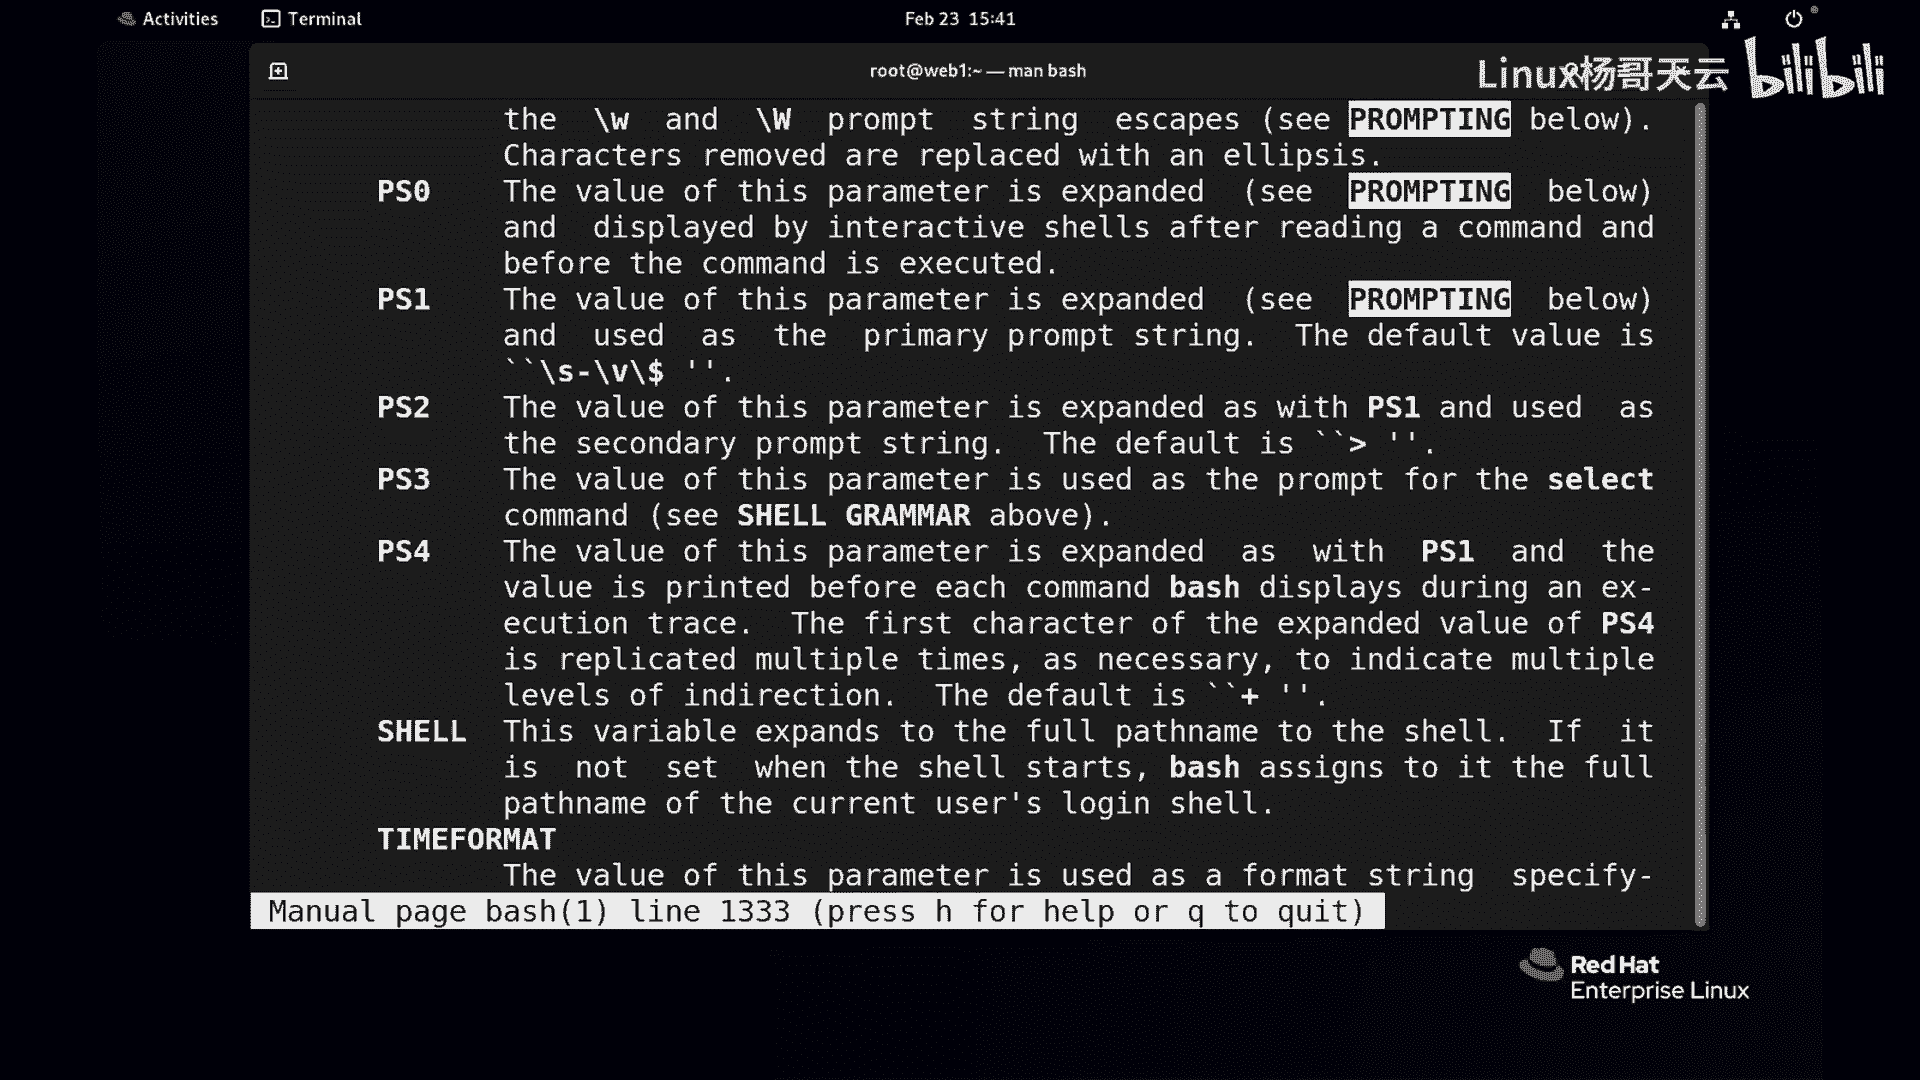 Activities Terminal Feb 23 15:41
root@web1:~ — man bash
Linux杨哥天云 bilibili
the \w and \W prompt string escapes (see PROMPTING below).
Characters removed are replaced with an ellipsis.
PS0 The value of this parameter is expanded (see PROMPTING below)
and displayed by interactive shells after reading a command and
before the command is executed.
PS1 The value of this parameter is expanded (see PROMPTING below)
and used as the primary prompt string. The default value is
``\s-\v\$ ''.
PS2 The value of this parameter is expanded as with PS1 and used as
the secondary prompt string. The default is ``> ''.
PS3 The value of this parameter is used as the prompt for the select
command (see SHELL GRAMMAR above).
PS4 The value of this parameter is expanded as with PS1 and the
value is printed before each command bash displays during an ex-
ecution trace. The first character of the expanded value of PS4
is replicated multiple times, as necessary, to indicate multiple
levels of indirection. The default is ``+ ''.
SHELL This variable expands to the full pathname to the shell. If it
is not set when the shell starts, bash assigns to it the full
pathname of the current user's login shell.
TIMEFORMAT
The value of this parameter is used as a format string specify-
Manual page bash(1) line 1333 (press h for help or q to quit)
Red Hat
Enterprise Linux